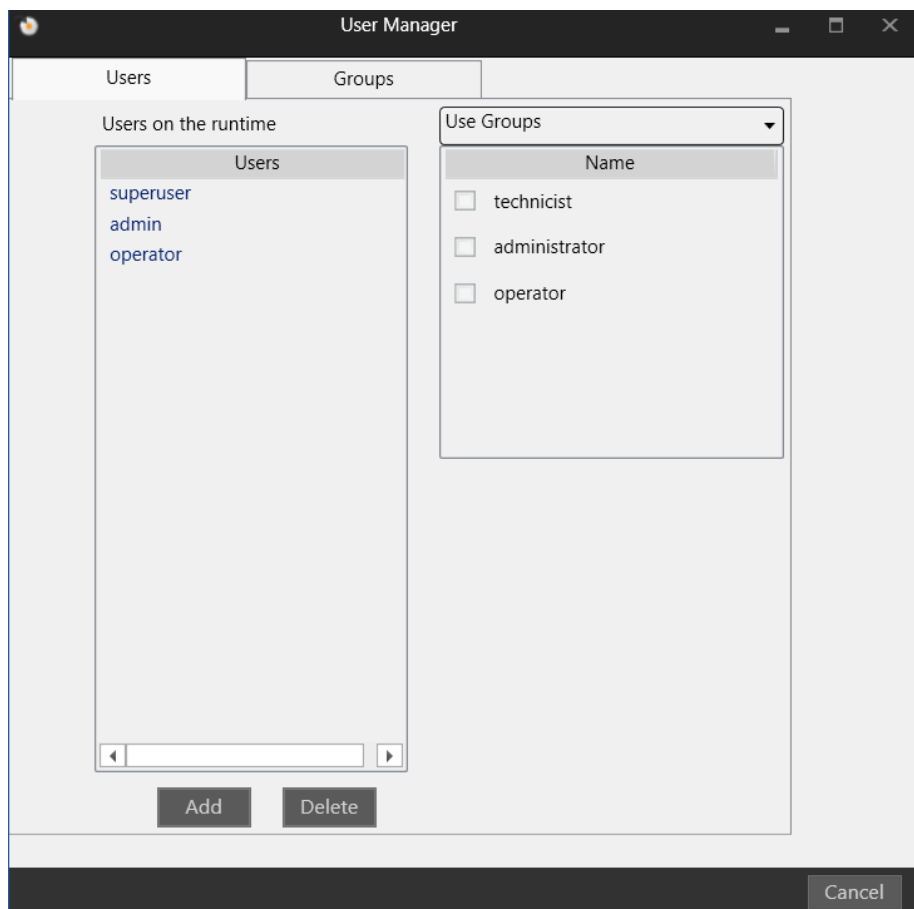 User Manager
Users
Groups
Users on the runtime
Users
superuser
admin
operator
Use Groups
Name
technicist
administrator
operator
Add
Delete
Cancel